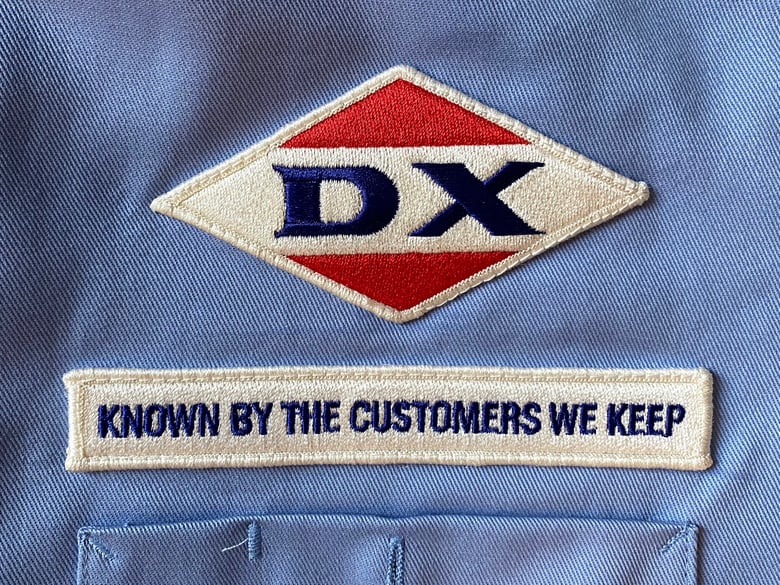 DX
KNOWN BY THE CUSTOMERS WE KEEP